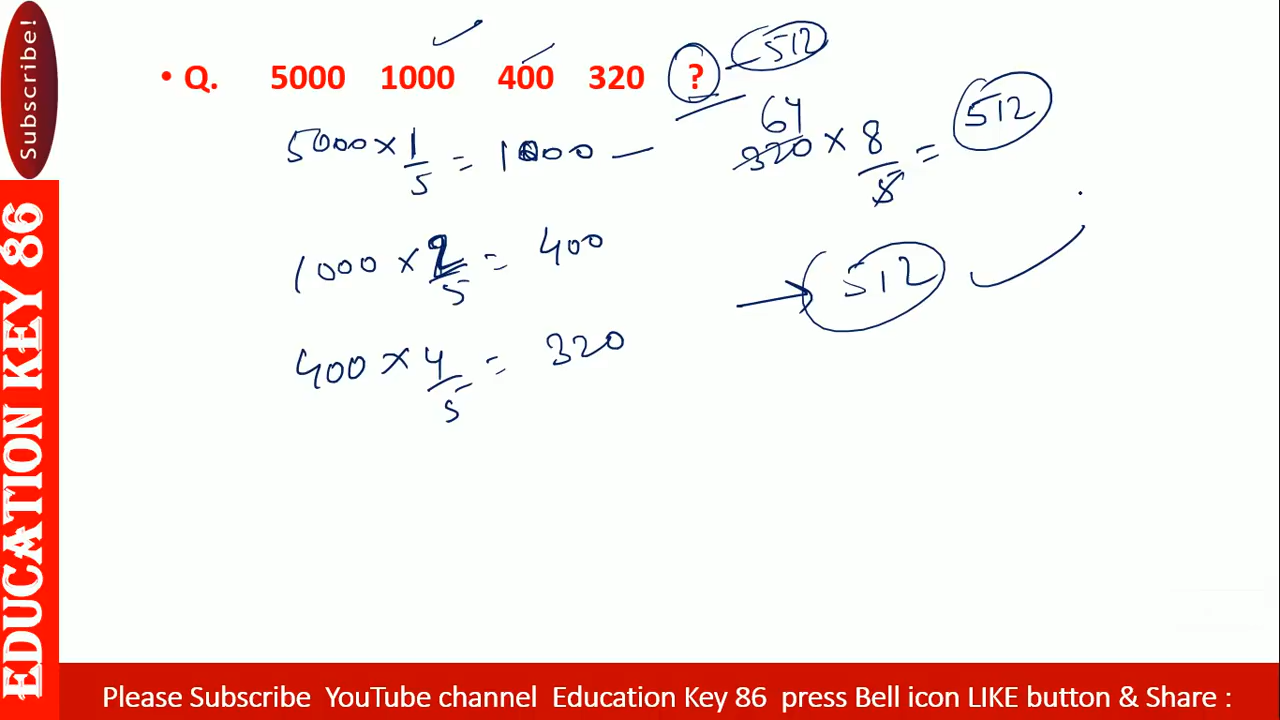 Subscribe!
EDUCATION KEY 86
• Q. 5000 1000 400 320 ? 512
5000 × 1/5 = 1000
1000 × 2/5 = 400
400 × 4/5 = 320
64
320 × 8/5 = 512
512
Please Subscribe YouTube channel Education Key 86 press Bell icon LIKE button & Share :